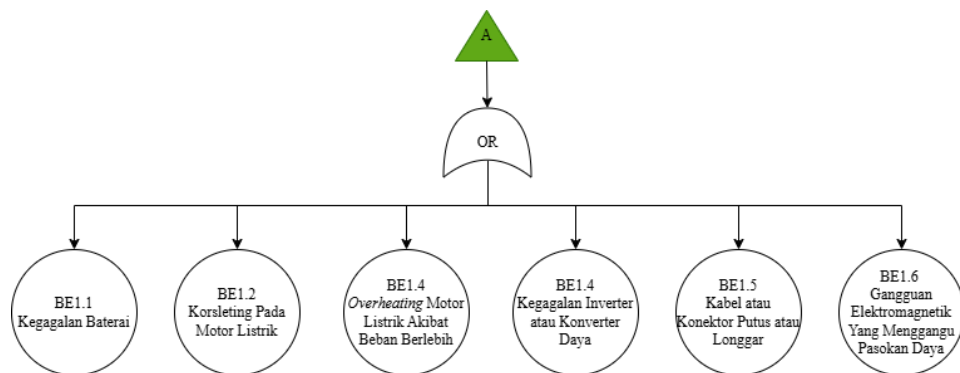 A
OR
BE1.1
Kegagalan Baterai
BE1.2
Korsleting Pada
Motor Listrik
BE1.4
Overheating Motor
Listrik Akibat
Beban Berlebih
BE1.4
Kegagalan Inverter
atau Konverter
Daya
BE1.5
Kabel atau
Konektor Putus atau
Longgar
BE1.6
Gangguan
Elektromagnetik
Yang Menggangu
Pasokan Daya